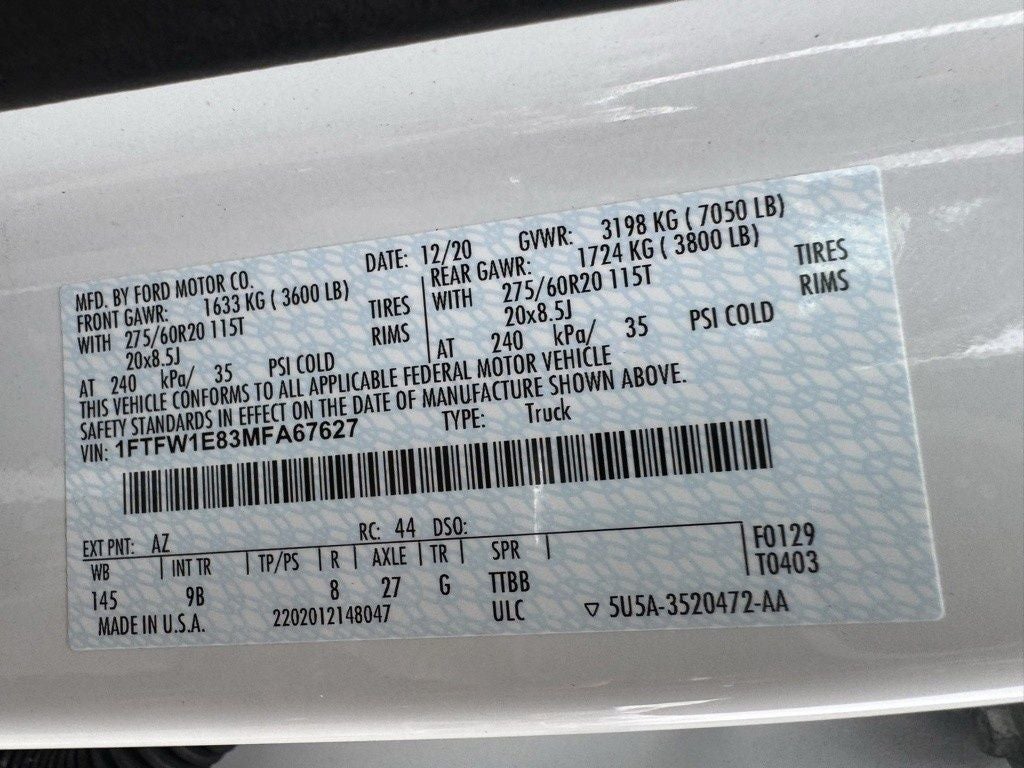 MFD. BY FORD MOTOR CO. DATE: 12/20 GVWR: 3198 KG ( 7050 LB)
FRONT GAWR: 1633 KG ( 3600 LB) REAR GAWR: 1724 KG ( 3800 LB)
WITH 275/60R20 115T TIRES WITH 275/60R20 115T TIRES
20x8.5J RIMS 20x8.5J RIMS
AT 240 kPa/ 35 PSI COLD AT 240 kPa/ 35 PSI COLD
THIS VEHICLE CONFORMS TO ALL APPLICABLE FEDERAL MOTOR VEHICLE
SAFETY STANDARDS IN EFFECT ON THE DATE OF MANUFACTURE SHOWN ABOVE.
VIN: 1FTFW1E83MFA67627 TYPE: Truck
EXT PNT: AZ RC: 44 DSO:
WB INT TR TP/PS R AXLE TR SPR F0129
145 9B 8 27 G TTBB T0403
MADE IN U.S.A. 2202012148047 ULC ▽ 5U5A-3520472-AA